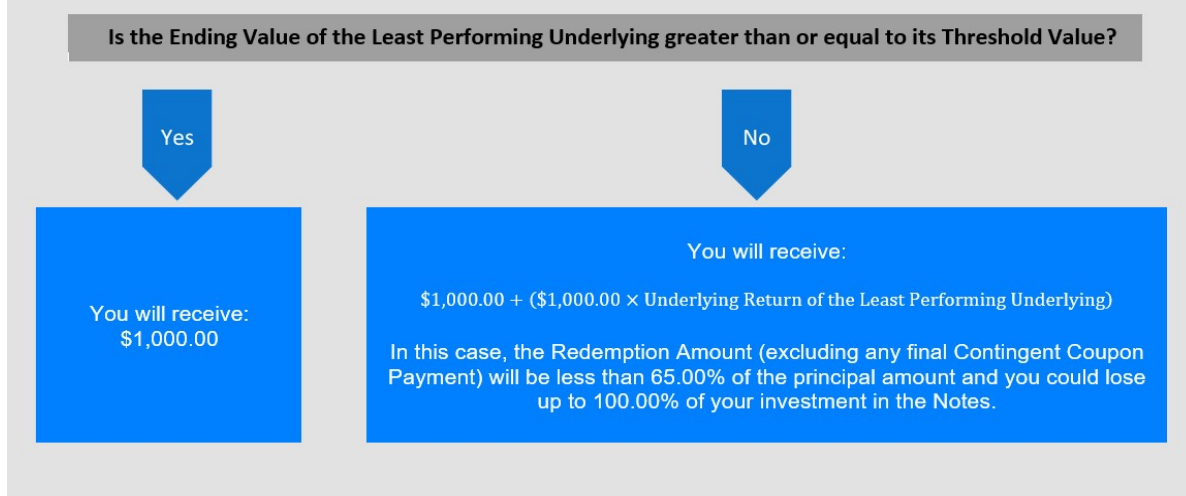 Is the Ending Value of the Least Performing Underlying greater than or equal to its Threshold Value?
Yes
No
You will receive:
$1,000.00
You will receive:
$1,000.00 + ($1,000.00 × Underlying Return of the Least Performing Underlying)
In this case, the Redemption Amount (excluding any final Contingent Coupon
Payment) will be less than 65.00% of the principal amount and you could lose
up to 100.00% of your investment in the Notes.